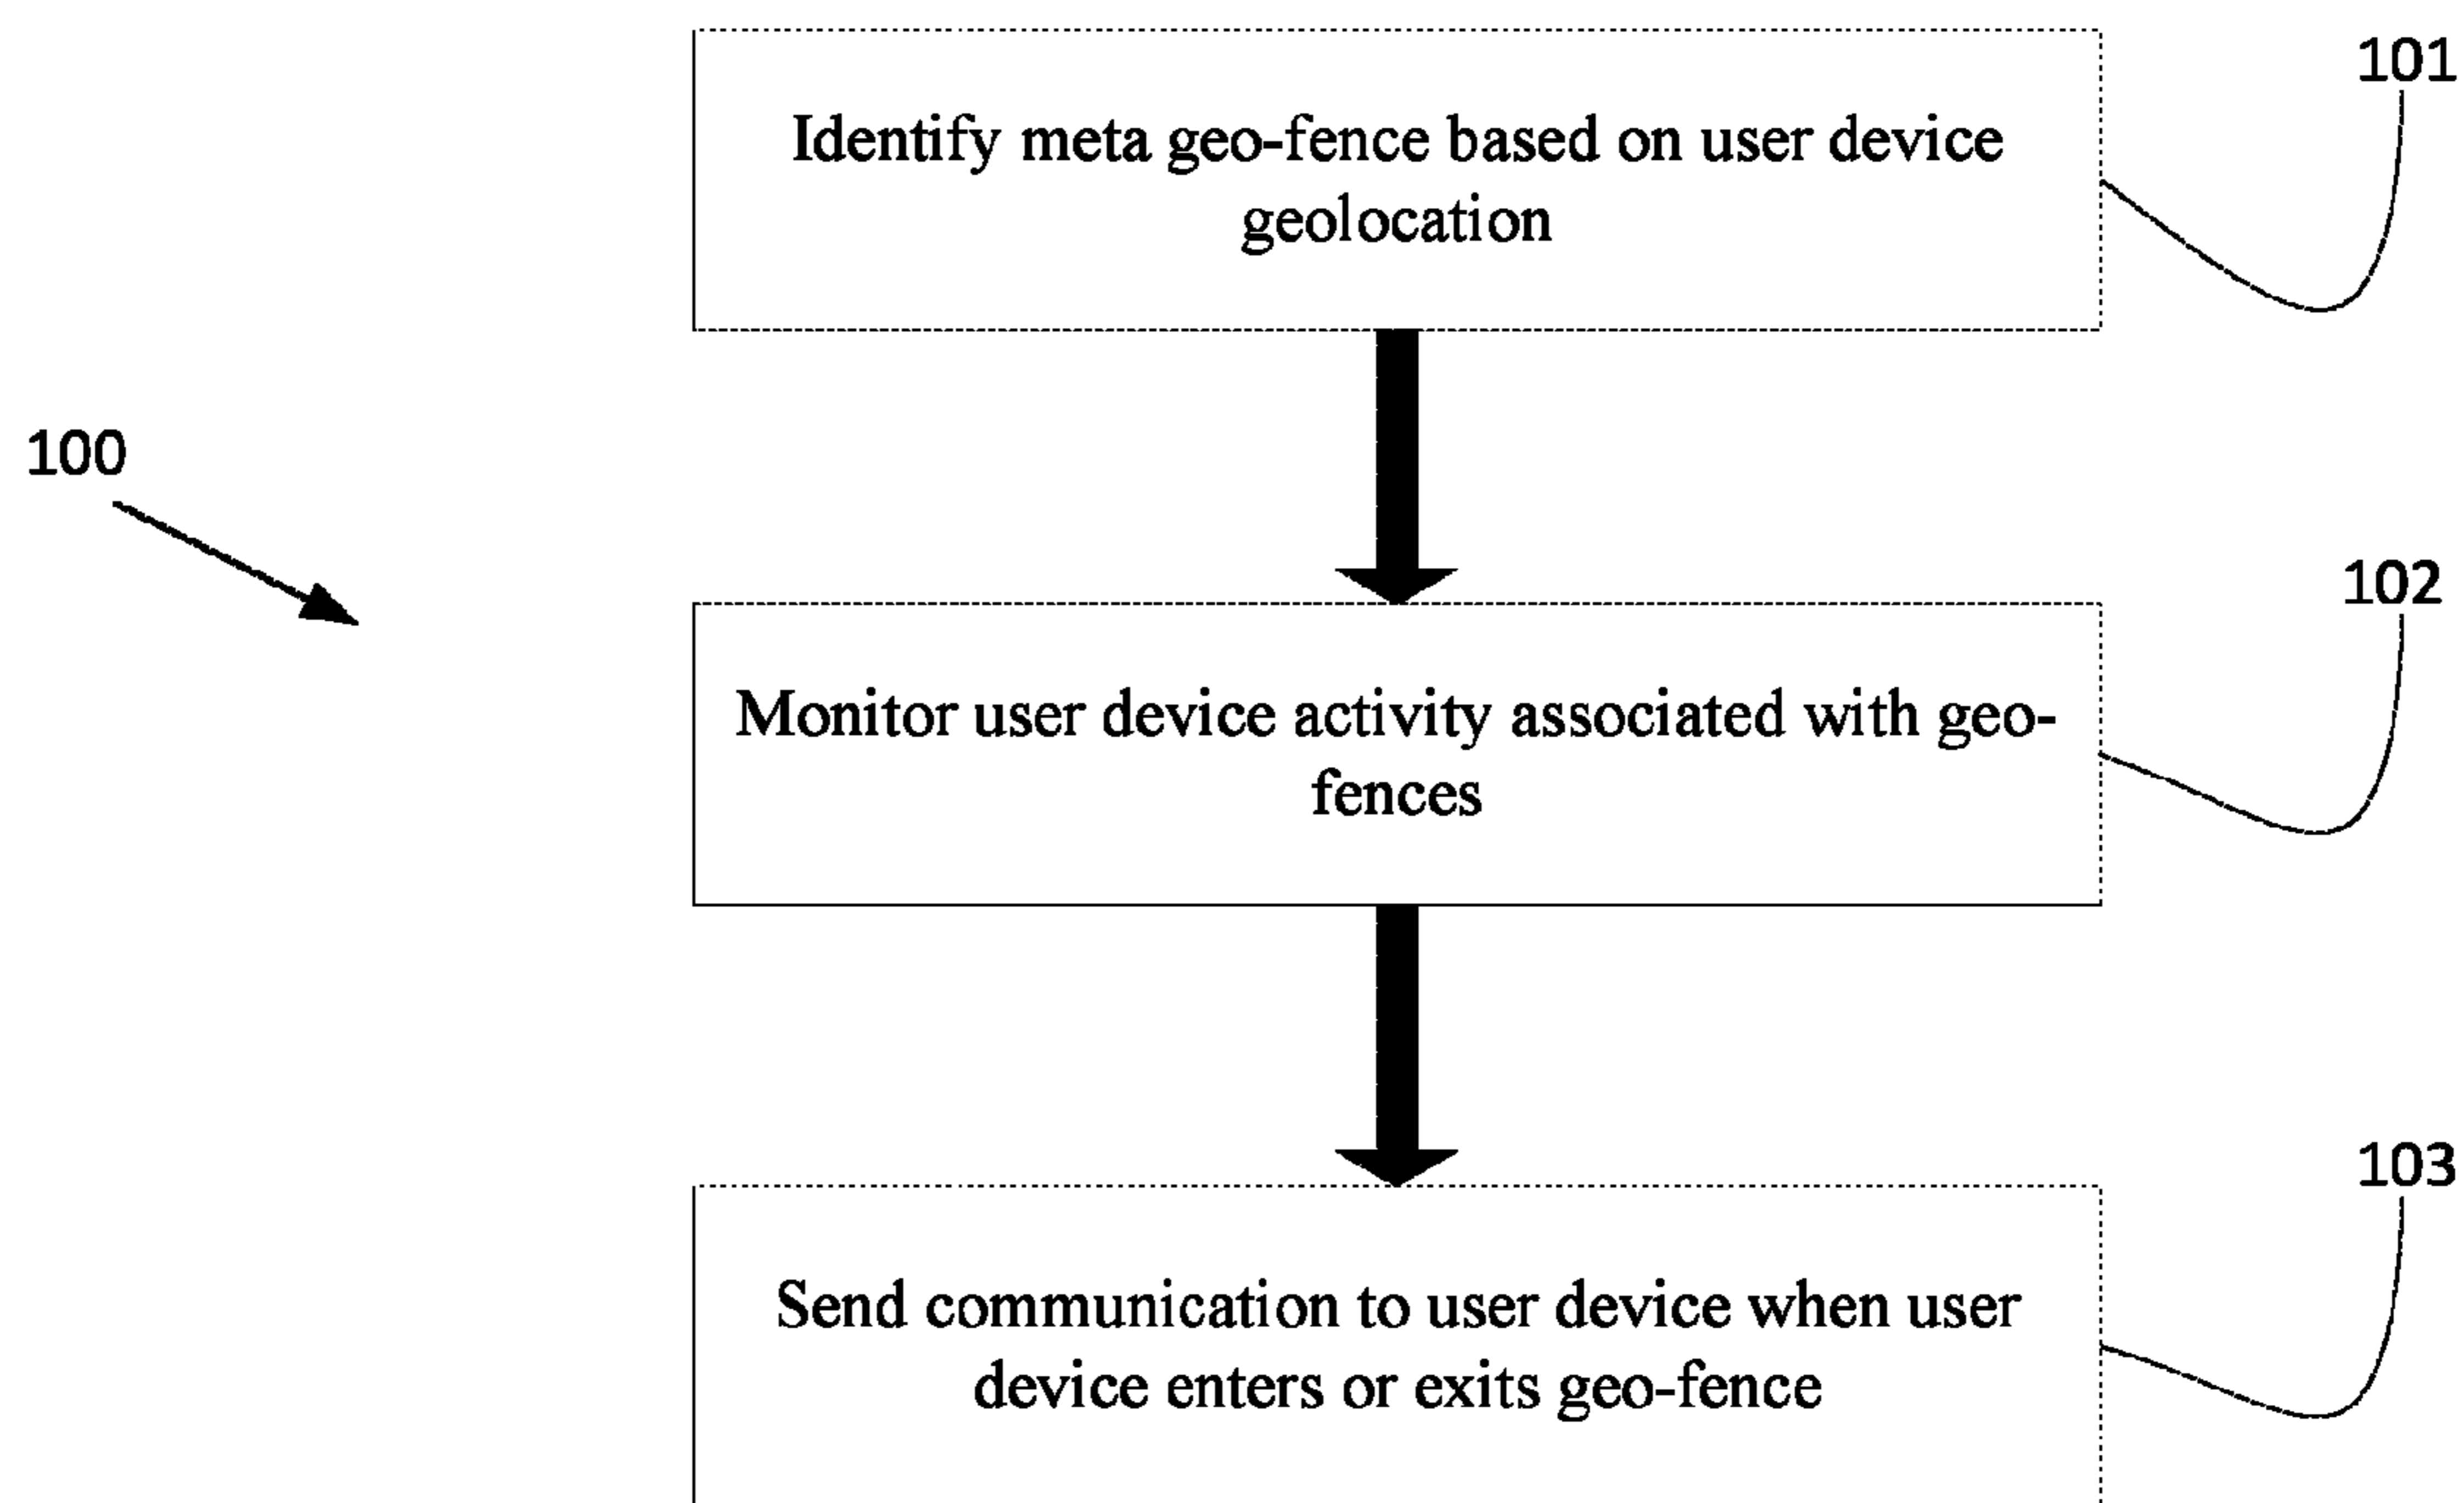 101
Identify meta geo-fence based on user device
geolocation
100
102
Monitor user device activity associated with geo-
fences
103
Send communication to user device when user
device enters or exits geo-fence